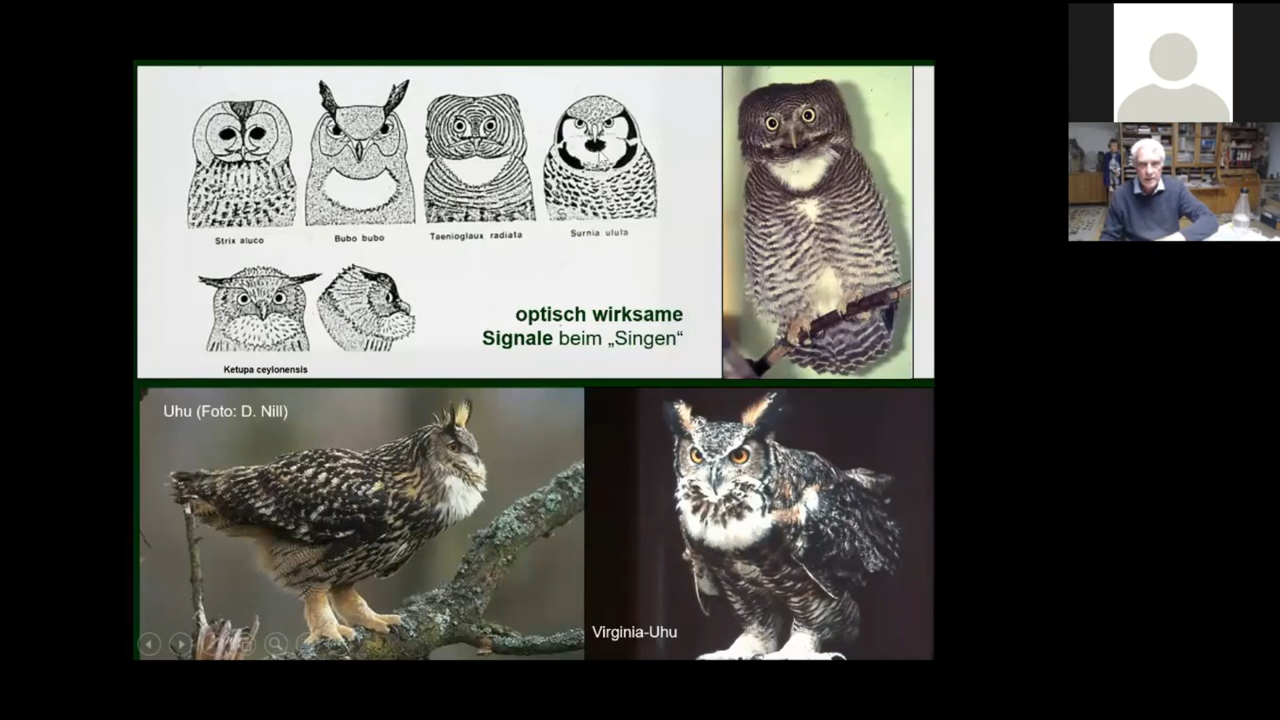 Strix aluco
Bubo bubo
Taenioglaux radiata
Surnia ulula
optisch wirksame
Signale beim „Singen“
Ketupa ceylonensis
Uhu (Foto: D. Nill)
Virginia-Uhu